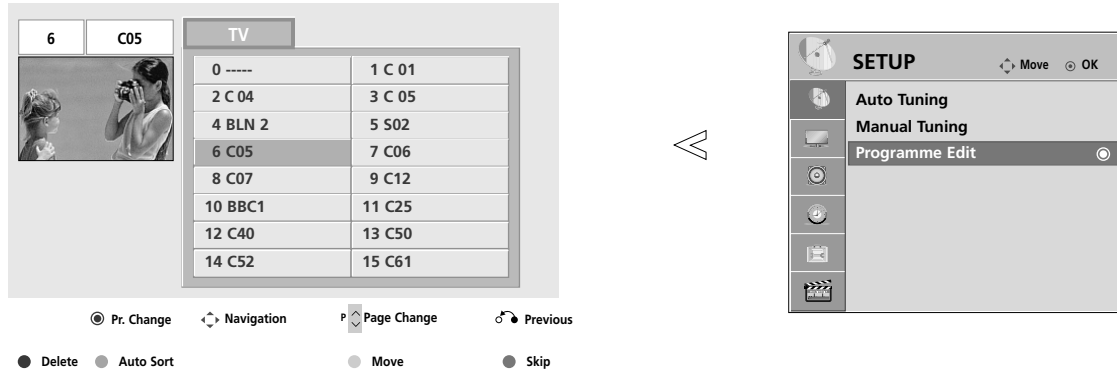 6 C05 TV
0 ----- 1 C 01
2 C 04 3 C 05
4 BLN 2 5 S02
6 C05 7 C06
8 C07 9 C12
10 BBC1 11 C25
12 C40 13 C50
14 C52 15 C61
Pr. Change Navigation P Page Change Previous
Delete Auto Sort Move Skip
SETUP Move OK
Auto Tuning
Manual Tuning
Programme Edit